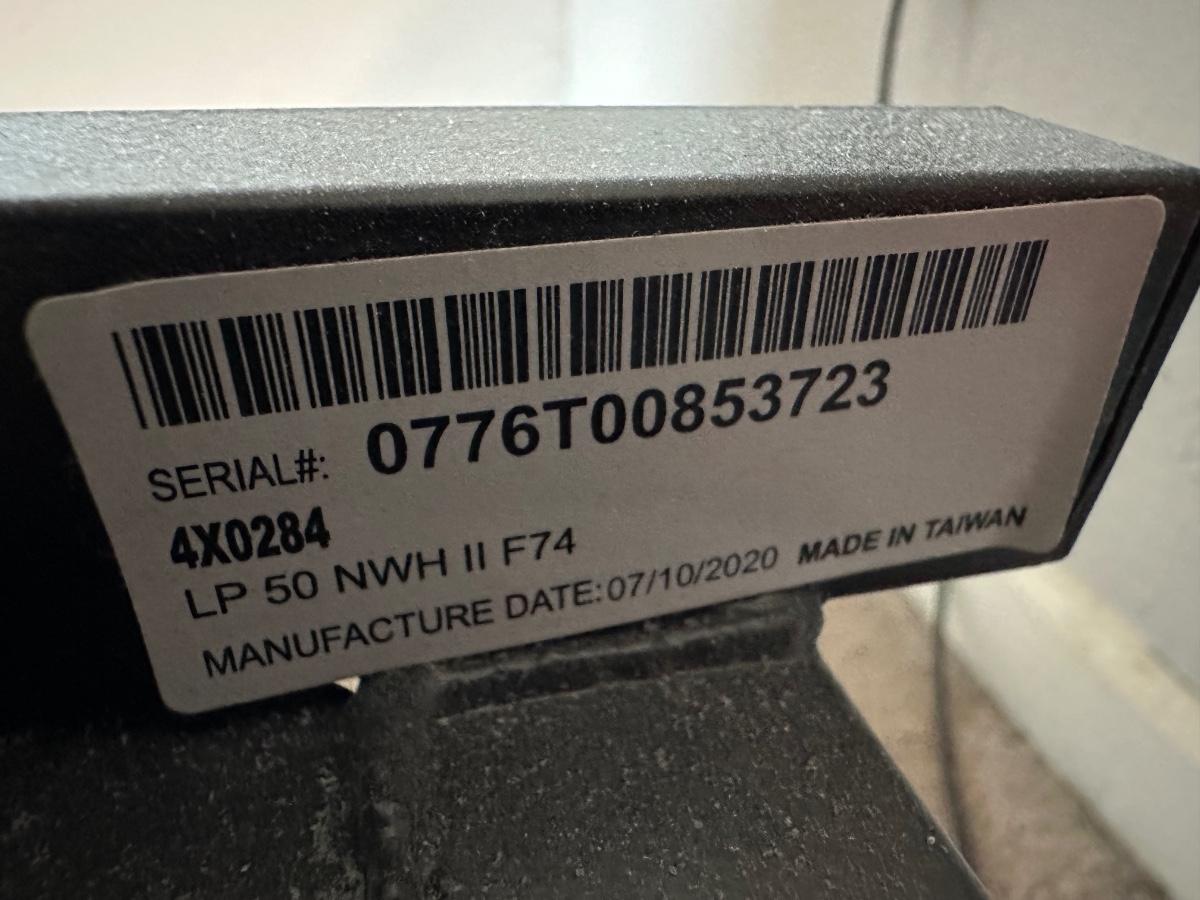 SERIAL#: 0776T00853723
4X0284
LP 50 NWH II F74
MANUFACTURE DATE:07/10/2020 MADE IN TAIWAN